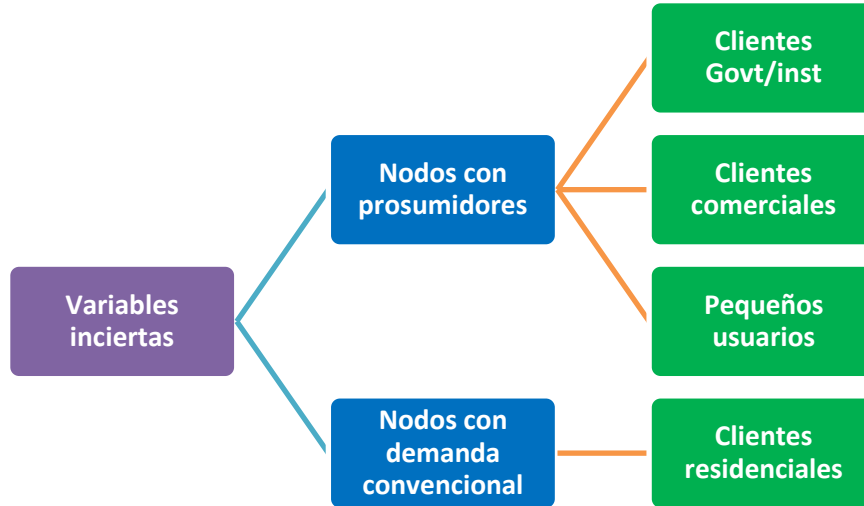 Clientes
Govt/inst
Nodos con
prosumidores
Clientes
comerciales
Variables
inciertas
Pequeños
usuarios
Nodos con
demanda
convencional
Clientes
residenciales